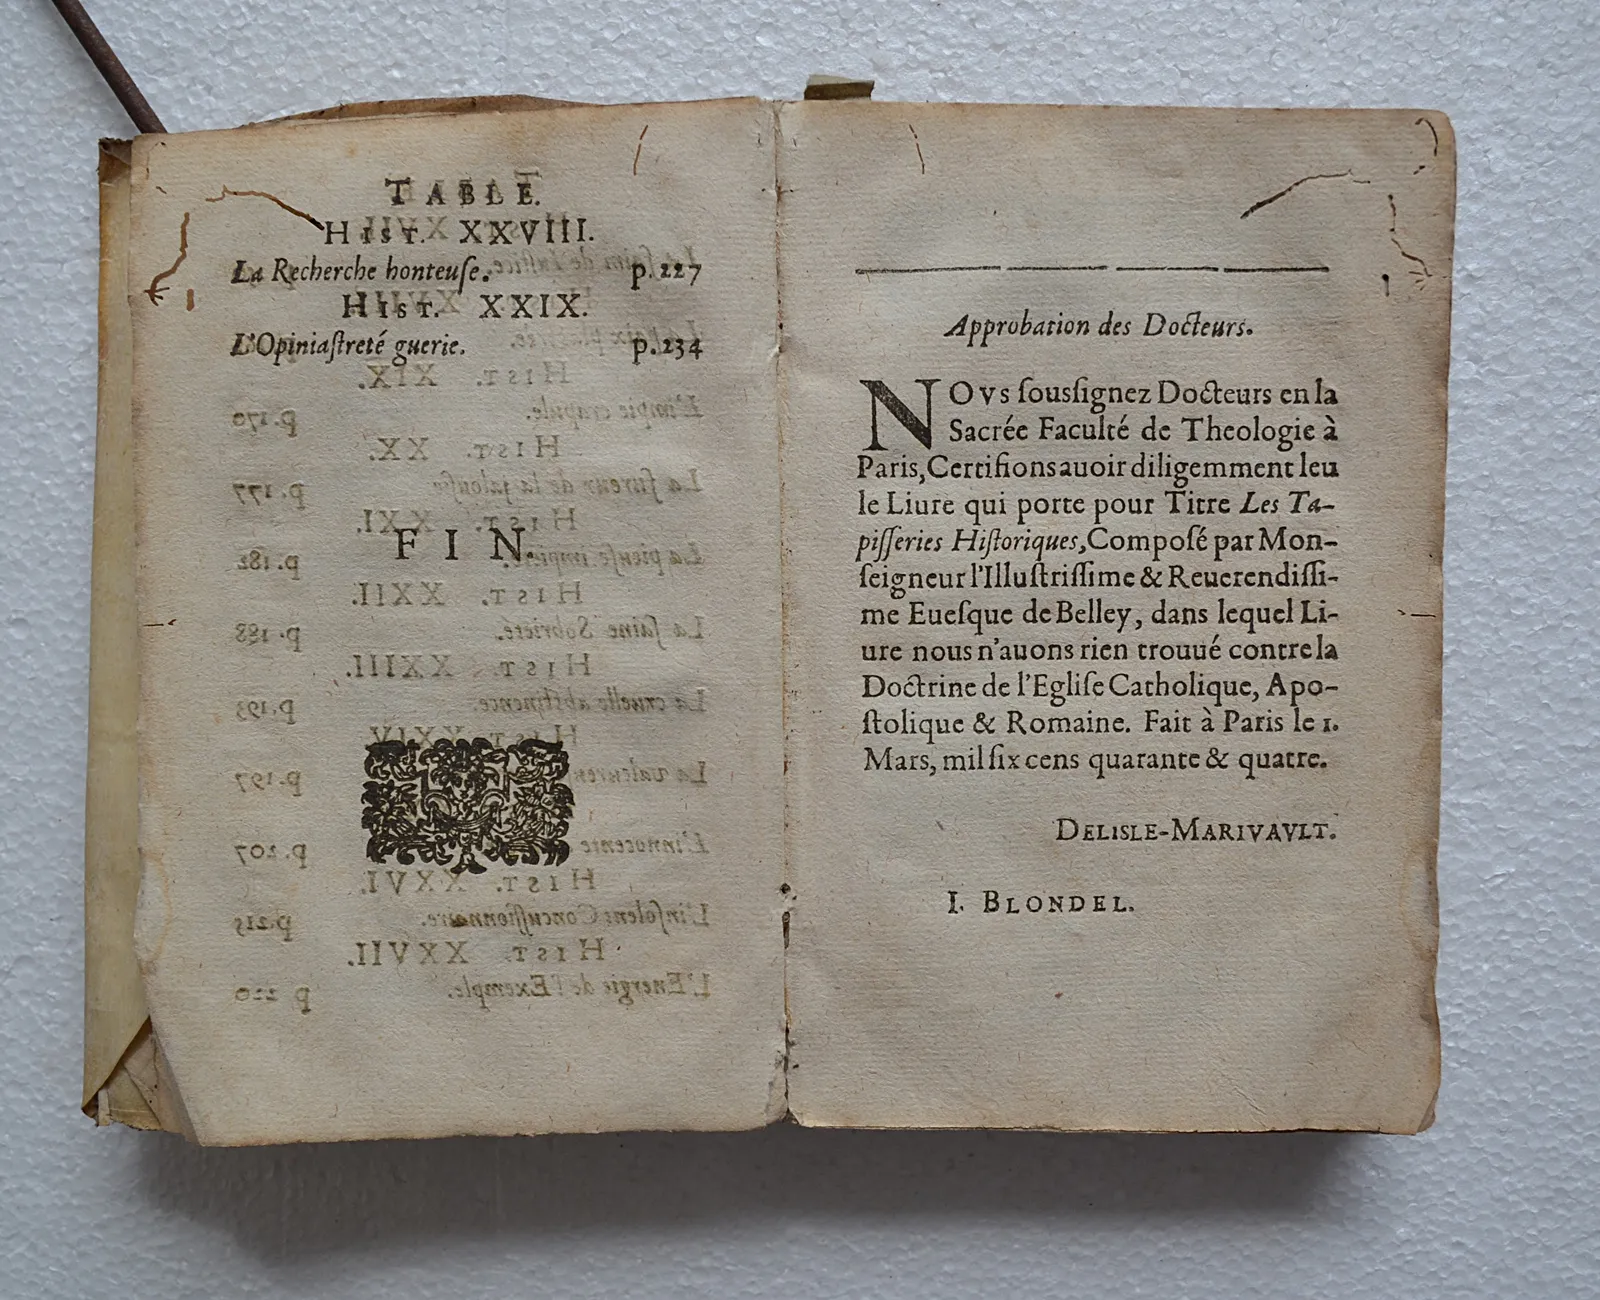 TABLE.
HIST. XXVIII.
La Recherche honteuſe. p. 227
HIST. XXIX.
L'Opiniaſtreté guerie. p. 234
FIN.
Approbation des Docteurs.
NOVS ſouſſignez Docteurs en la
Sacrée Faculté de Theologie à
Paris, Certifions auoir diligemment leu
le Liure qui porte pour Titre Les Ta-
piſſeries Hiſtoriques, Compoſé par Mon-
ſeigneur l'Illuſtriſſime & Reuerendiſſi-
me Eueſque de Belley, dans lequel Li-
ure nous n'auons rien trouué contre la
Doctrine de l'Egliſe Catholique, Apo-
ſtolique & Romaine. Fait à Paris le 1.
Mars, mil ſix cens quarante & quatre.
DELISLE-MARIVAVLT.
I. BLONDEL.